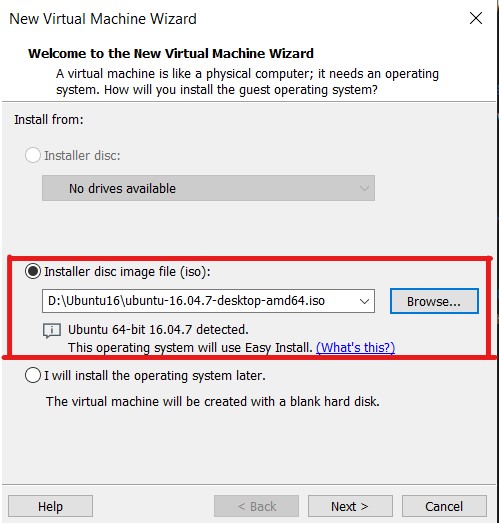 New Virtual Machine Wizard
Welcome to the New Virtual Machine Wizard
A virtual machine is like a physical computer; it needs an operating
system. How will you install the guest operating system?
Install from:
Installer disc:
No drives available
Installer disc image file (iso):
D:\Ubuntu16\ubuntu-16.04.7-desktop-amd64.iso
Browse...
Ubuntu 64-bit 16.04.7 detected.
This operating system will use Easy Install. (What's this?)
I will install the operating system later.
The virtual machine will be created with a blank hard disk.
Help
< Back
Next >
Cancel